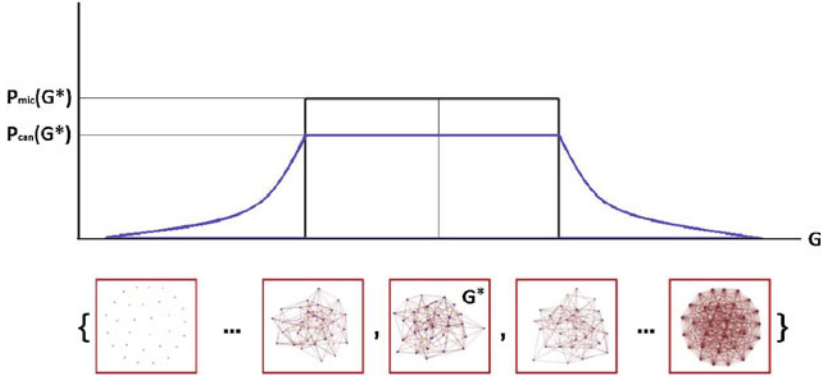 Pmic(G*)
Pcan(G*)
G
{ ... , G* , ... }